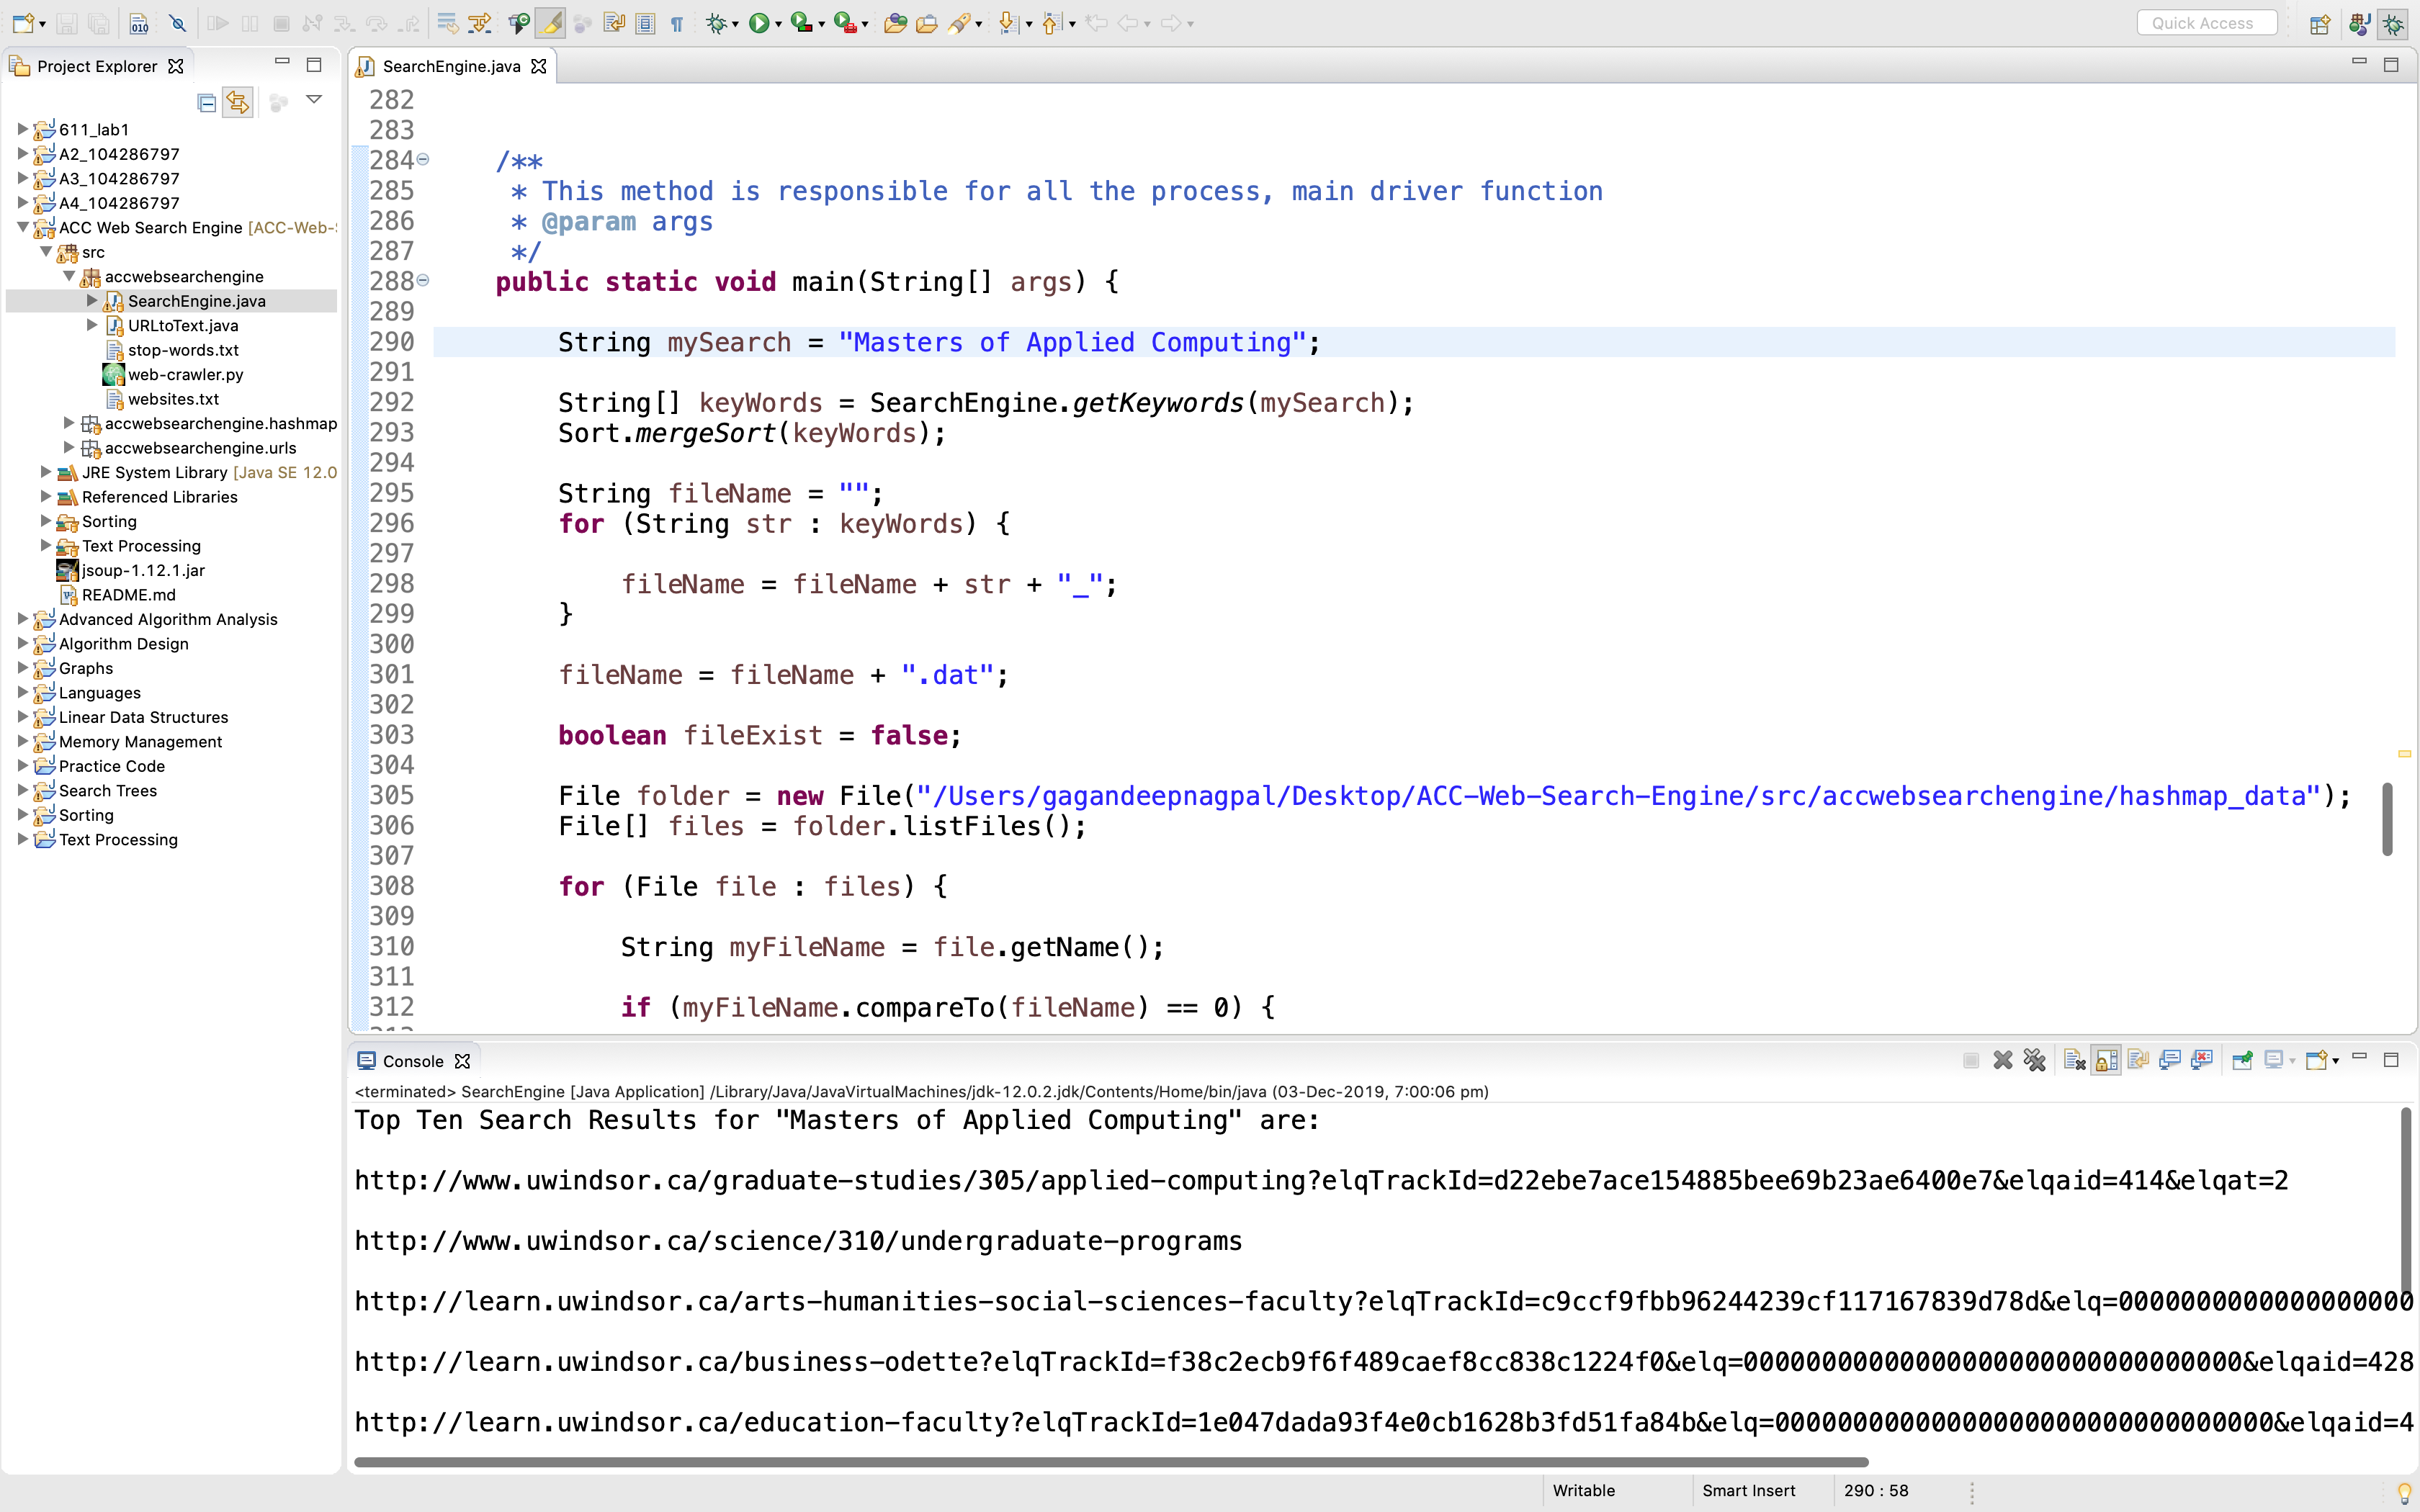 Quick Access
Project Explorer
611_lab1
A2_104286797
A3_104286797
A4_104286797
ACC Web Search Engine [ACC-Web-
src
accwebsearchengine
SearchEngine.java
URLtoText.java
stop-words.txt
web-crawler.py
websites.txt
accwebsearchengine.hashmap
accwebsearchengine.urls
JRE System Library [Java SE 12.0
Referenced Libraries
Sorting
Text Processing
jsoup-1.12.1.jar
README.md
Advanced Algorithm Analysis
Algorithm Design
Graphs
Languages
Linear Data Structures
Memory Management
Practice Code
Search Trees
Sorting
Text Processing
SearchEngine.java
282
283
284 /**
285 * This method is responsible for all the process, main driver function
286 * @param args
287 */
288 public static void main(String[] args) {
289
290 String mySearch = "Masters of Applied Computing";
291
292 String[] keyWords = SearchEngine.getKeywords(mySearch);
293 Sort.mergeSort(keyWords);
294
295 String fileName = "";
296 for (String str : keyWords) {
297
298 fileName = fileName + str + "_";
299 }
300
301 fileName = fileName + ".dat";
302
303 boolean fileExist = false;
304
305 File folder = new File("/Users/gagandeepnagpal/Desktop/ACC-Web-Search-Engine/src/accwebsearchengine/hashmap_data");
306 File[] files = folder.listFiles();
307
308 for (File file : files) {
309
310 String myFileName = file.getName();
311
312 if (myFileName.compareTo(fileName) == 0) {
Console
<terminated> SearchEngine [Java Application] /Library/Java/JavaVirtualMachines/jdk-12.0.2.jdk/Contents/Home/bin/java (03-Dec-2019, 7:00:06 pm)
Top Ten Search Results for "Masters of Applied Computing" are:
http://www.uwindsor.ca/graduate-studies/305/applied-computing?elqTrackId=d22ebe7ace154885bee69b23ae6400e7&elqaid=414&elqat=2
http://www.uwindsor.ca/science/310/undergraduate-programs
http://learn.uwindsor.ca/arts-humanities-social-sciences-faculty?elqTrackId=c9ccf9fbb96244239cf117167839d78d&elq=0000000000000000000
http://learn.uwindsor.ca/business-odette?elqTrackId=f38c2ecb9f6f489caef8cc838c1224f0&elq=00000000000000000000000000000000&elqaid=428
http://learn.uwindsor.ca/education-faculty?elqTrackId=1e047dada93f4e0cb1628b3fd51fa84b&elq=00000000000000000000000000000000&elqaid=4
Writable
Smart Insert
290 : 58